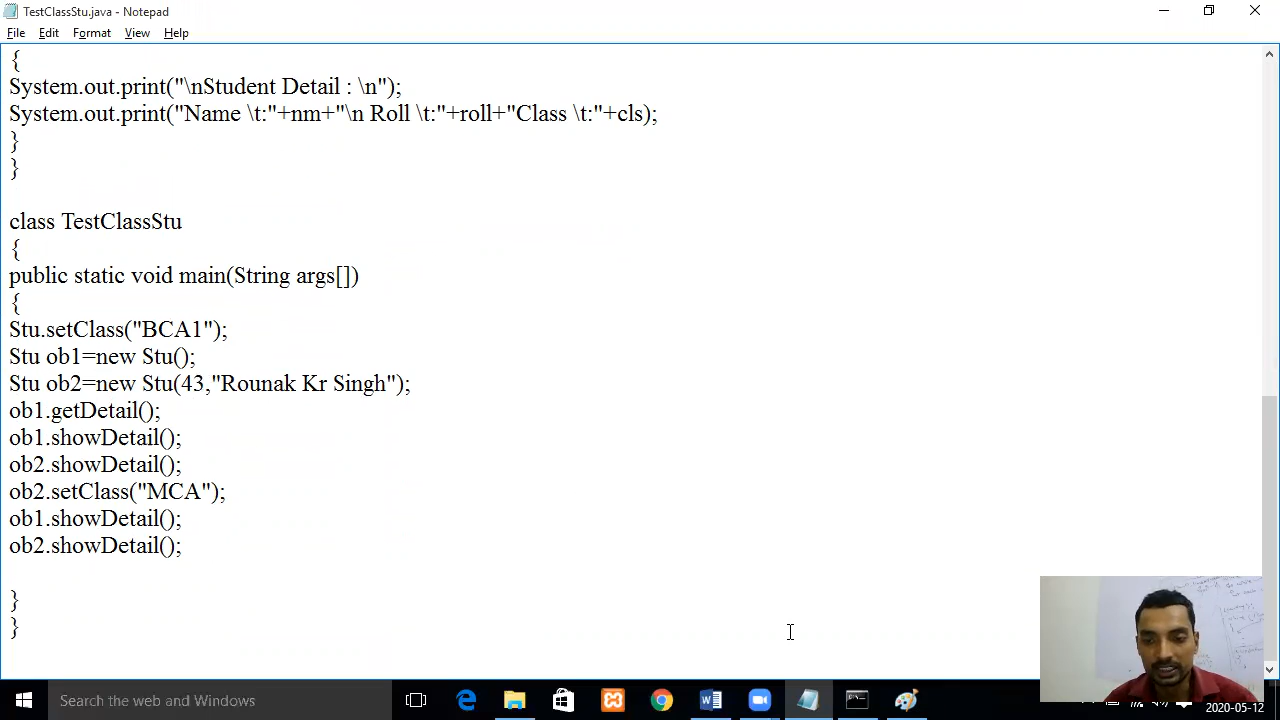 TestClassStu.java - Notepad
File Edit Format View Help
{
System.out.print("\nStudent Detail : \n");
System.out.print("Name \t:"+nm+"\n Roll \t:"+roll+"Class \t:"+cls);
}
}
class TestClassStu
{
public static void main(String args[])
{
Stu.setClass("BCA1");
Stu ob1=new Stu();
Stu ob2=new Stu(43,"Rounak Kr Singh");
ob1.getDetail();
ob1.showDetail();
ob2.showDetail();
ob2.setClass("MCA");
ob1.showDetail();
ob2.showDetail();
}
}
Search the web and Windows
2020-05-12